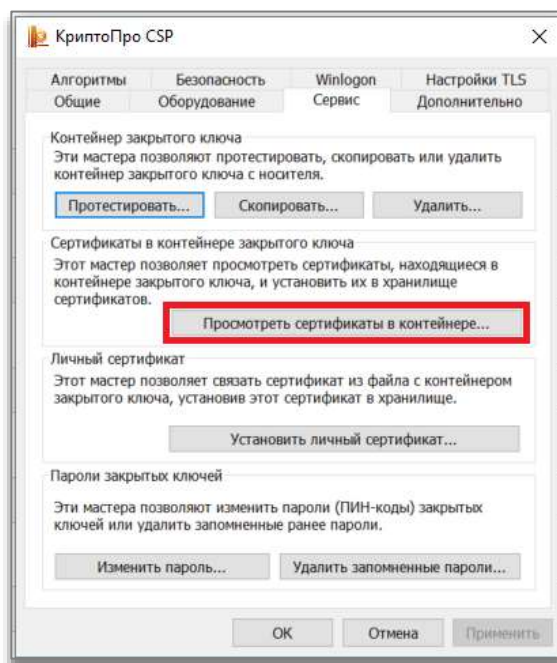 КриптоПро CSP
Алгоритмы Безопасность Winlogon Настройки TLS
Общие Оборудование Сервис Дополнительно
Контейнер закрытого ключа
Эти мастера позволяют протестировать, скопировать или удалить
контейнер закрытого ключа с носителя.
Протестировать... Скопировать... Удалить...
Сертификаты в контейнере закрытого ключа
Этот мастер позволяет просмотреть сертификаты, находящиеся в
контейнере закрытого ключа, и установить их в хранилище
сертификатов.
Просмотреть сертификаты в контейнере...
Личный сертификат
Этот мастер позволяет связать сертификат из файла с контейнером
закрытого ключа, установив этот сертификат в хранилище.
Установить личный сертификат...
Пароли закрытых ключей
Эти мастера позволяют изменить пароли (ПИН-коды) закрытых
ключей или удалить запомненные ранее пароли.
Изменить пароль... Удалить запомненные пароли...
ОК Отмена Применить